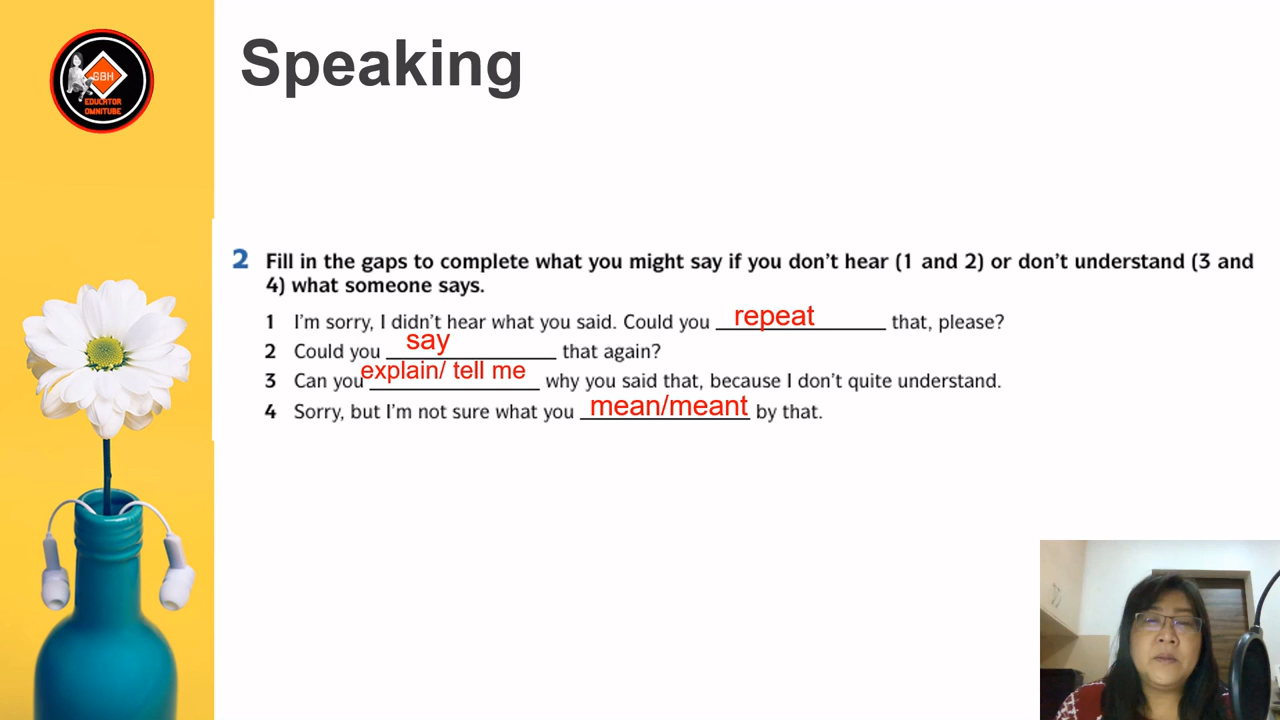 GBH
EDUCATOR
OMNITUBE
Speaking
2 Fill in the gaps to complete what you might say if you don't hear (1 and 2) or don't understand (3 and
4) what someone says.
1 I'm sorry, I didn't hear what you said. Could you repeat that, please?
2 Could you say that again?
3 Can you explain/ tell me why you said that, because I don't quite understand.
4 Sorry, but I'm not sure what you mean/meant by that.